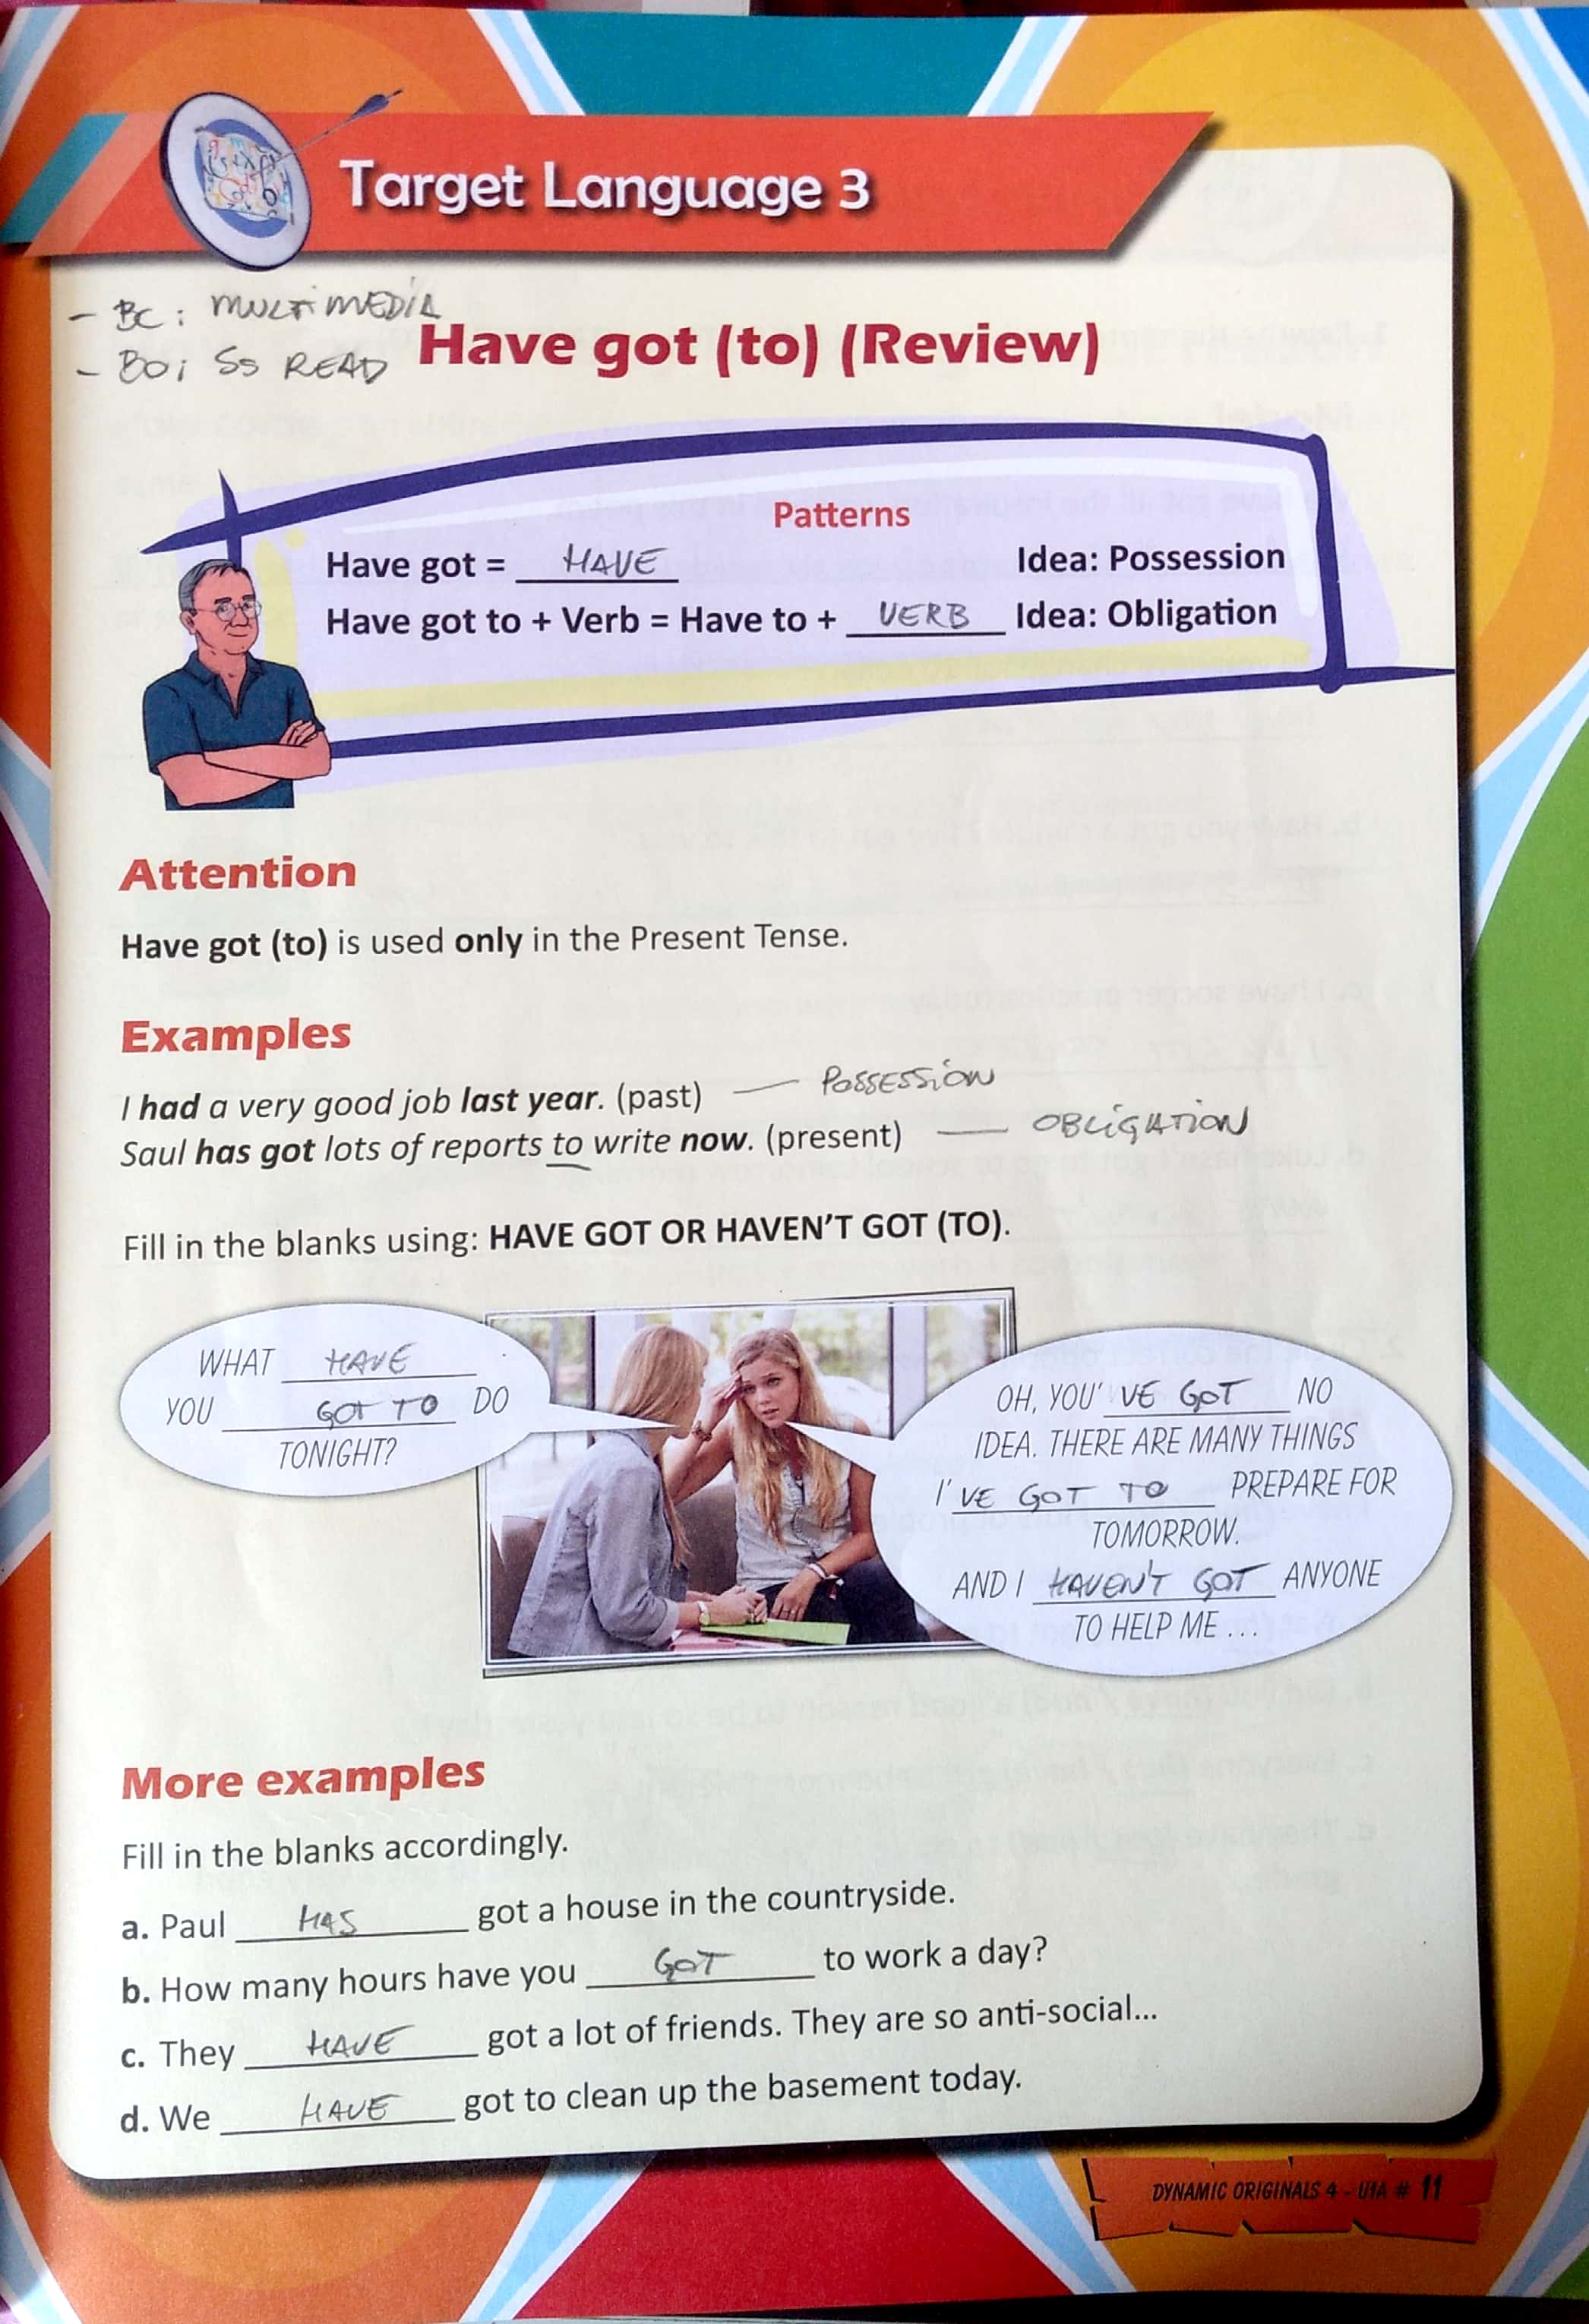 Target Language 3
- BC: MULTIMEDIA
- BO: Ss READ
Have got (to) (Review)
Patterns
Have got = HAVE Idea: Possession
Have got to + Verb = Have to + VERB Idea: Obligation
Attention
Have got (to) is used only in the Present Tense.
Examples
I had a very good job last year. (past) — POSSESSION
Saul has got lots of reports to write now. (present) — OBLIGATION
Fill in the blanks using: HAVE GOT OR HAVEN'T GOT (TO).
WHAT HAVE
YOU GOT TO DO
TONIGHT?
OH, YOU' VE GOT NO
IDEA. THERE ARE MANY THINGS
I' VE GOT TO PREPARE FOR
TOMORROW.
AND I HAVEN'T GOT ANYONE
TO HELP ME ...
More examples
Fill in the blanks accordingly.
a. Paul HAS got a house in the countryside.
b. How many hours have you GOT to work a day?
c. They HAVE got a lot of friends. They are so anti-social...
d. We HAVE got to clean up the basement today.
DYNAMIC ORIGINALS 4 - U1A # 11